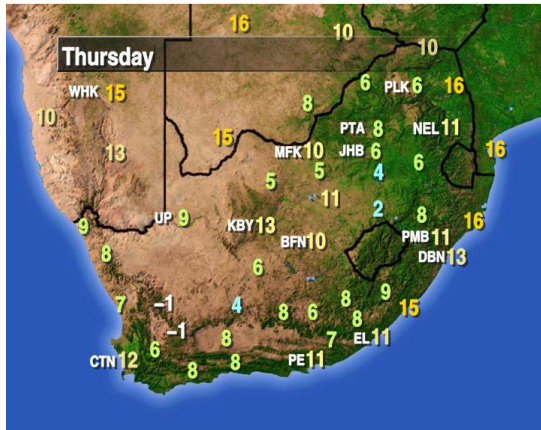 16
10
10
Thursday
6
PLK 6
16
WHK 15
8
10
15
PTA 8
NEL 11
13
MFK 10
JHB 6
16
5
5
4
6
11
2
9
UP 9
KBY 13
8
16
BFN 10
PMB 11
8
DBN 13
6
9
7
-1
4
8
15
8
6
8
-1
8
7
EL 11
6
CTN 12
8
8
PE 11